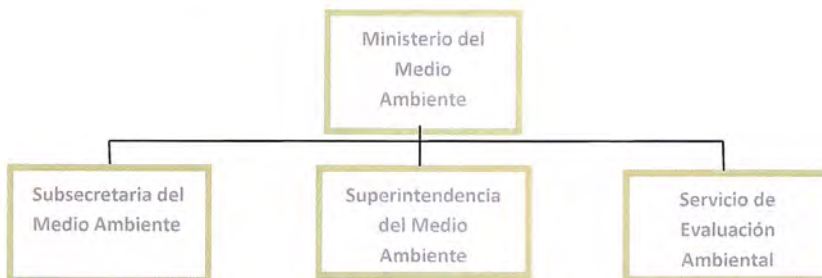 Ministerio del
Medio
Ambiente
Subsecretaria del
Medio Ambiente
Superintendencia
del Medio
Ambiente
Servicio de
Evaluación
Ambiental